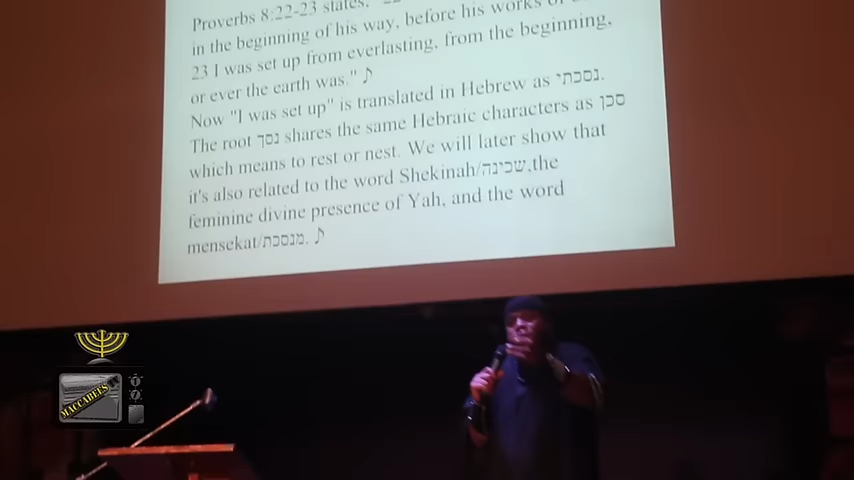 Proverbs 8:22-23 states,
in the beginning of his way, before his works
23 I was set up from everlasting, from the beginning,
or ever the earth was." ♪
Now "I was set up" is translated in Hebrew as נסכתי.
The root נסך shares the same Hebraic characters as סכן
which means to rest or nest. We will later show that
it's also related to the word Shekinah/שכינה, the
feminine divine presence of Yah, and the word
mensekat/מנסכת. ♪
MACCABEES TV